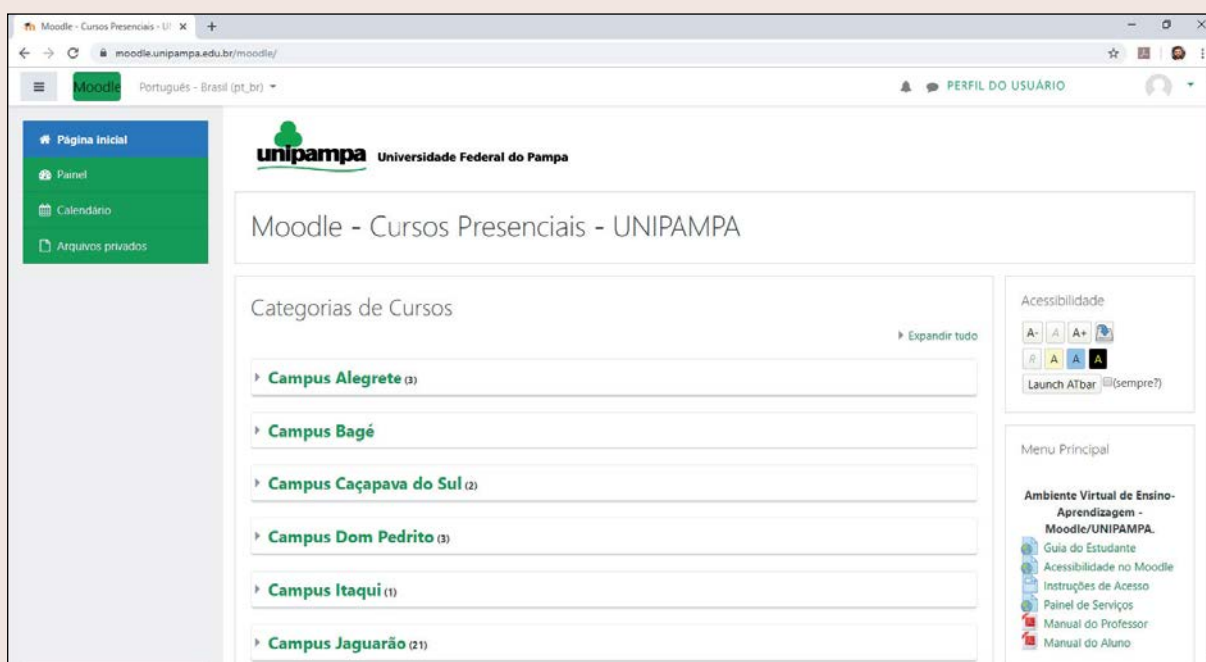 Moodle - Cursos Presenciais - U
moodle.unipampa.edu.br/moodle/
Moodle
Português - Brasil (pt_br)
PERFIL DO USUÁRIO
Página inicial
Painel
Calendário
Arquivos privados
unipampa Universidade Federal do Pampa
Moodle - Cursos Presenciais - UNIPAMPA
Categorias de Cursos
Expandir tudo
Campus Alegrete (3)
Campus Bagé
Campus Caçapava do Sul (2)
Campus Dom Pedrito (3)
Campus Itaqui (1)
Campus Jaguarão (21)
Acessibilidade
A- A A+
R A A A
Launch ATbar (sempre?)
Menu Principal
Ambiente Virtual de Ensino-
Aprendizagem -
Moodle/UNIPAMPA.
Guia do Estudante
Acessibilidade no Moodle
Instruções de Acesso
Painel de Serviços
Manual do Professor
Manual do Aluno